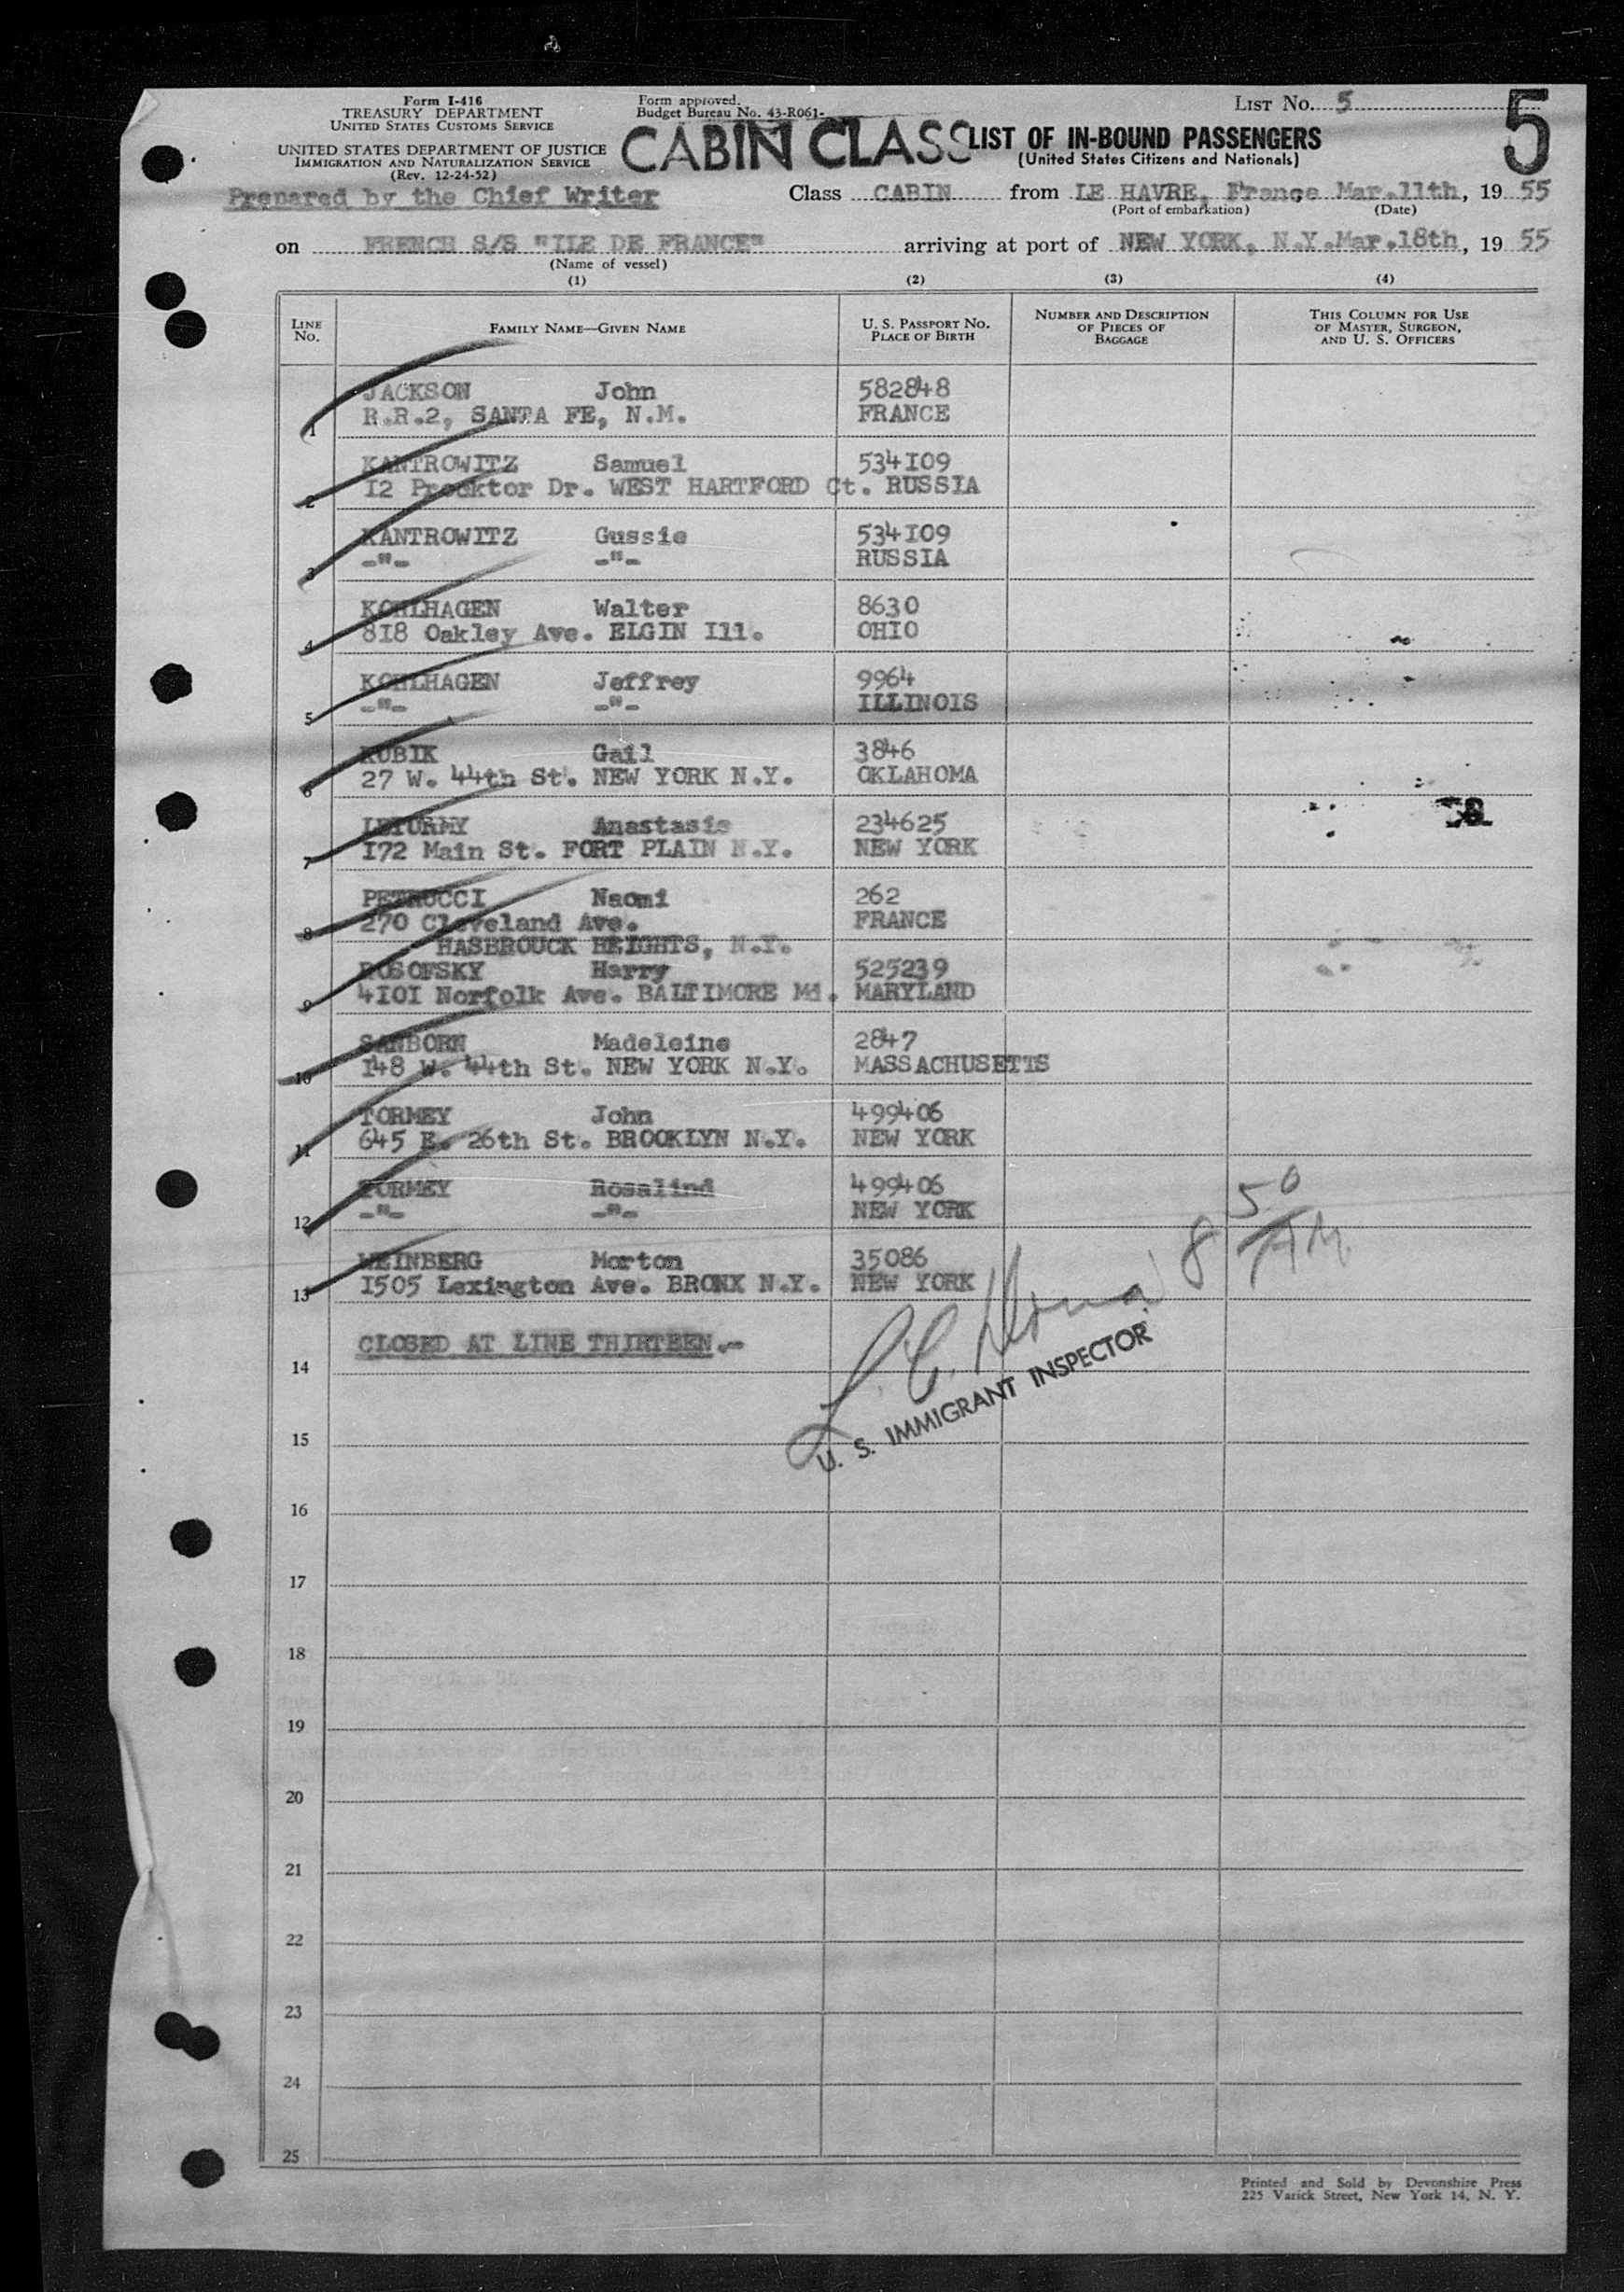 Form I-416
TREASURY DEPARTMENT
UNITED STATES CUSTOMS SERVICE
UNITED STATES DEPARTMENT OF JUSTICE
IMMIGRATION AND NATURALIZATION SERVICE
(Rev. 12-24-52)
Form approved.
Budget Bureau No. 43-R061-
LIST No. 5
5
CABIN CLASS
LIST OF IN-BOUND PASSENGERS
(United States Citizens and Nationals)
Prepared by the Chief Writer
Class CABIN from LE HAVRE, France Mar.11th, 19 55
(Port of embarkation) (Date)
on FRENCH S/S "ILE DE FRANCE" arriving at port of NEW YORK, N.Y. Mar.18th, 19 55
(Name of vessel)
(1) (2) (3) (4)
LINE No. FAMILY NAME—GIVEN NAME U. S. PASSPORT No. PLACE OF BIRTH NUMBER AND DESCRIPTION OF PIECES OF BAGGAGE THIS COLUMN FOR USE OF MASTER, SURGEON, AND U. S. OFFICERS
JACKSON John 582848
1 R.R.2, SANTA FE, N.M. FRANCE
KANTROWITZ Samuel 534I09
2 I2 Procktor Dr. WEST HARTFORD Ct. RUSSIA
KANTROWITZ Gussie 534I09
3 -"- -"- RUSSIA
KOHLHAGEN Walter 8630
4 8I8 Oakley Ave. ELGIN Ill. OHIO
KOHLHAGEN Jeffrey 9964
5 -"- -"- ILLINOIS
KUBIK Gail 3846
6 27 W. 44th St. NEW YORK N.Y. OKLAHOMA
LETURMY Anastasie 234625
7 I72 Main St. FORT PLAIN N.Y. NEW YORK
PETRUCCI Naomi 262
8 270 Cleveland Ave. FRANCE
HASBROUCK HEIGHTS, N.Y.
ROSOFSKY Harry 525239
9 4I0I Norfolk Ave. BALTIMORE Md. MARYLAND
SANBORN Madeleine 2847
10 I48 W. 44th St. NEW YORK N.Y. MASSACHUSETTS
TORMEY John 499406
11 645 E. 26th St. BROOKLYN N.Y. NEW YORK
TORMEY Rosalind 499406
12 -"- -"- NEW YORK
WEINBERG Morton 35086
13 I505 Lexington Ave. BRONX N.Y. NEW YORK
8 50 AM
CLOSED AT LINE THIRTEEN.-
14
U. S. IMMIGRANT INSPECTOR
15
16
17
18
19
20
21
22
23
24
25
Printed and Sold by Devonshire Press
225 Varick Street, New York 14, N. Y.